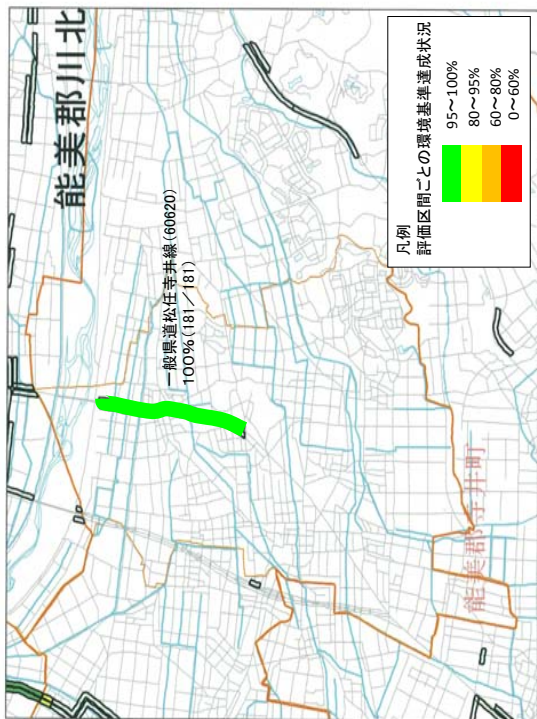 能美郡川北
一般県道松任寺井線(60620)
100%(181/181)
能美郡寺井町
凡例
評価区間ごとの環境基準達成状況
95~100%
80~95%
60~80%
0~60%